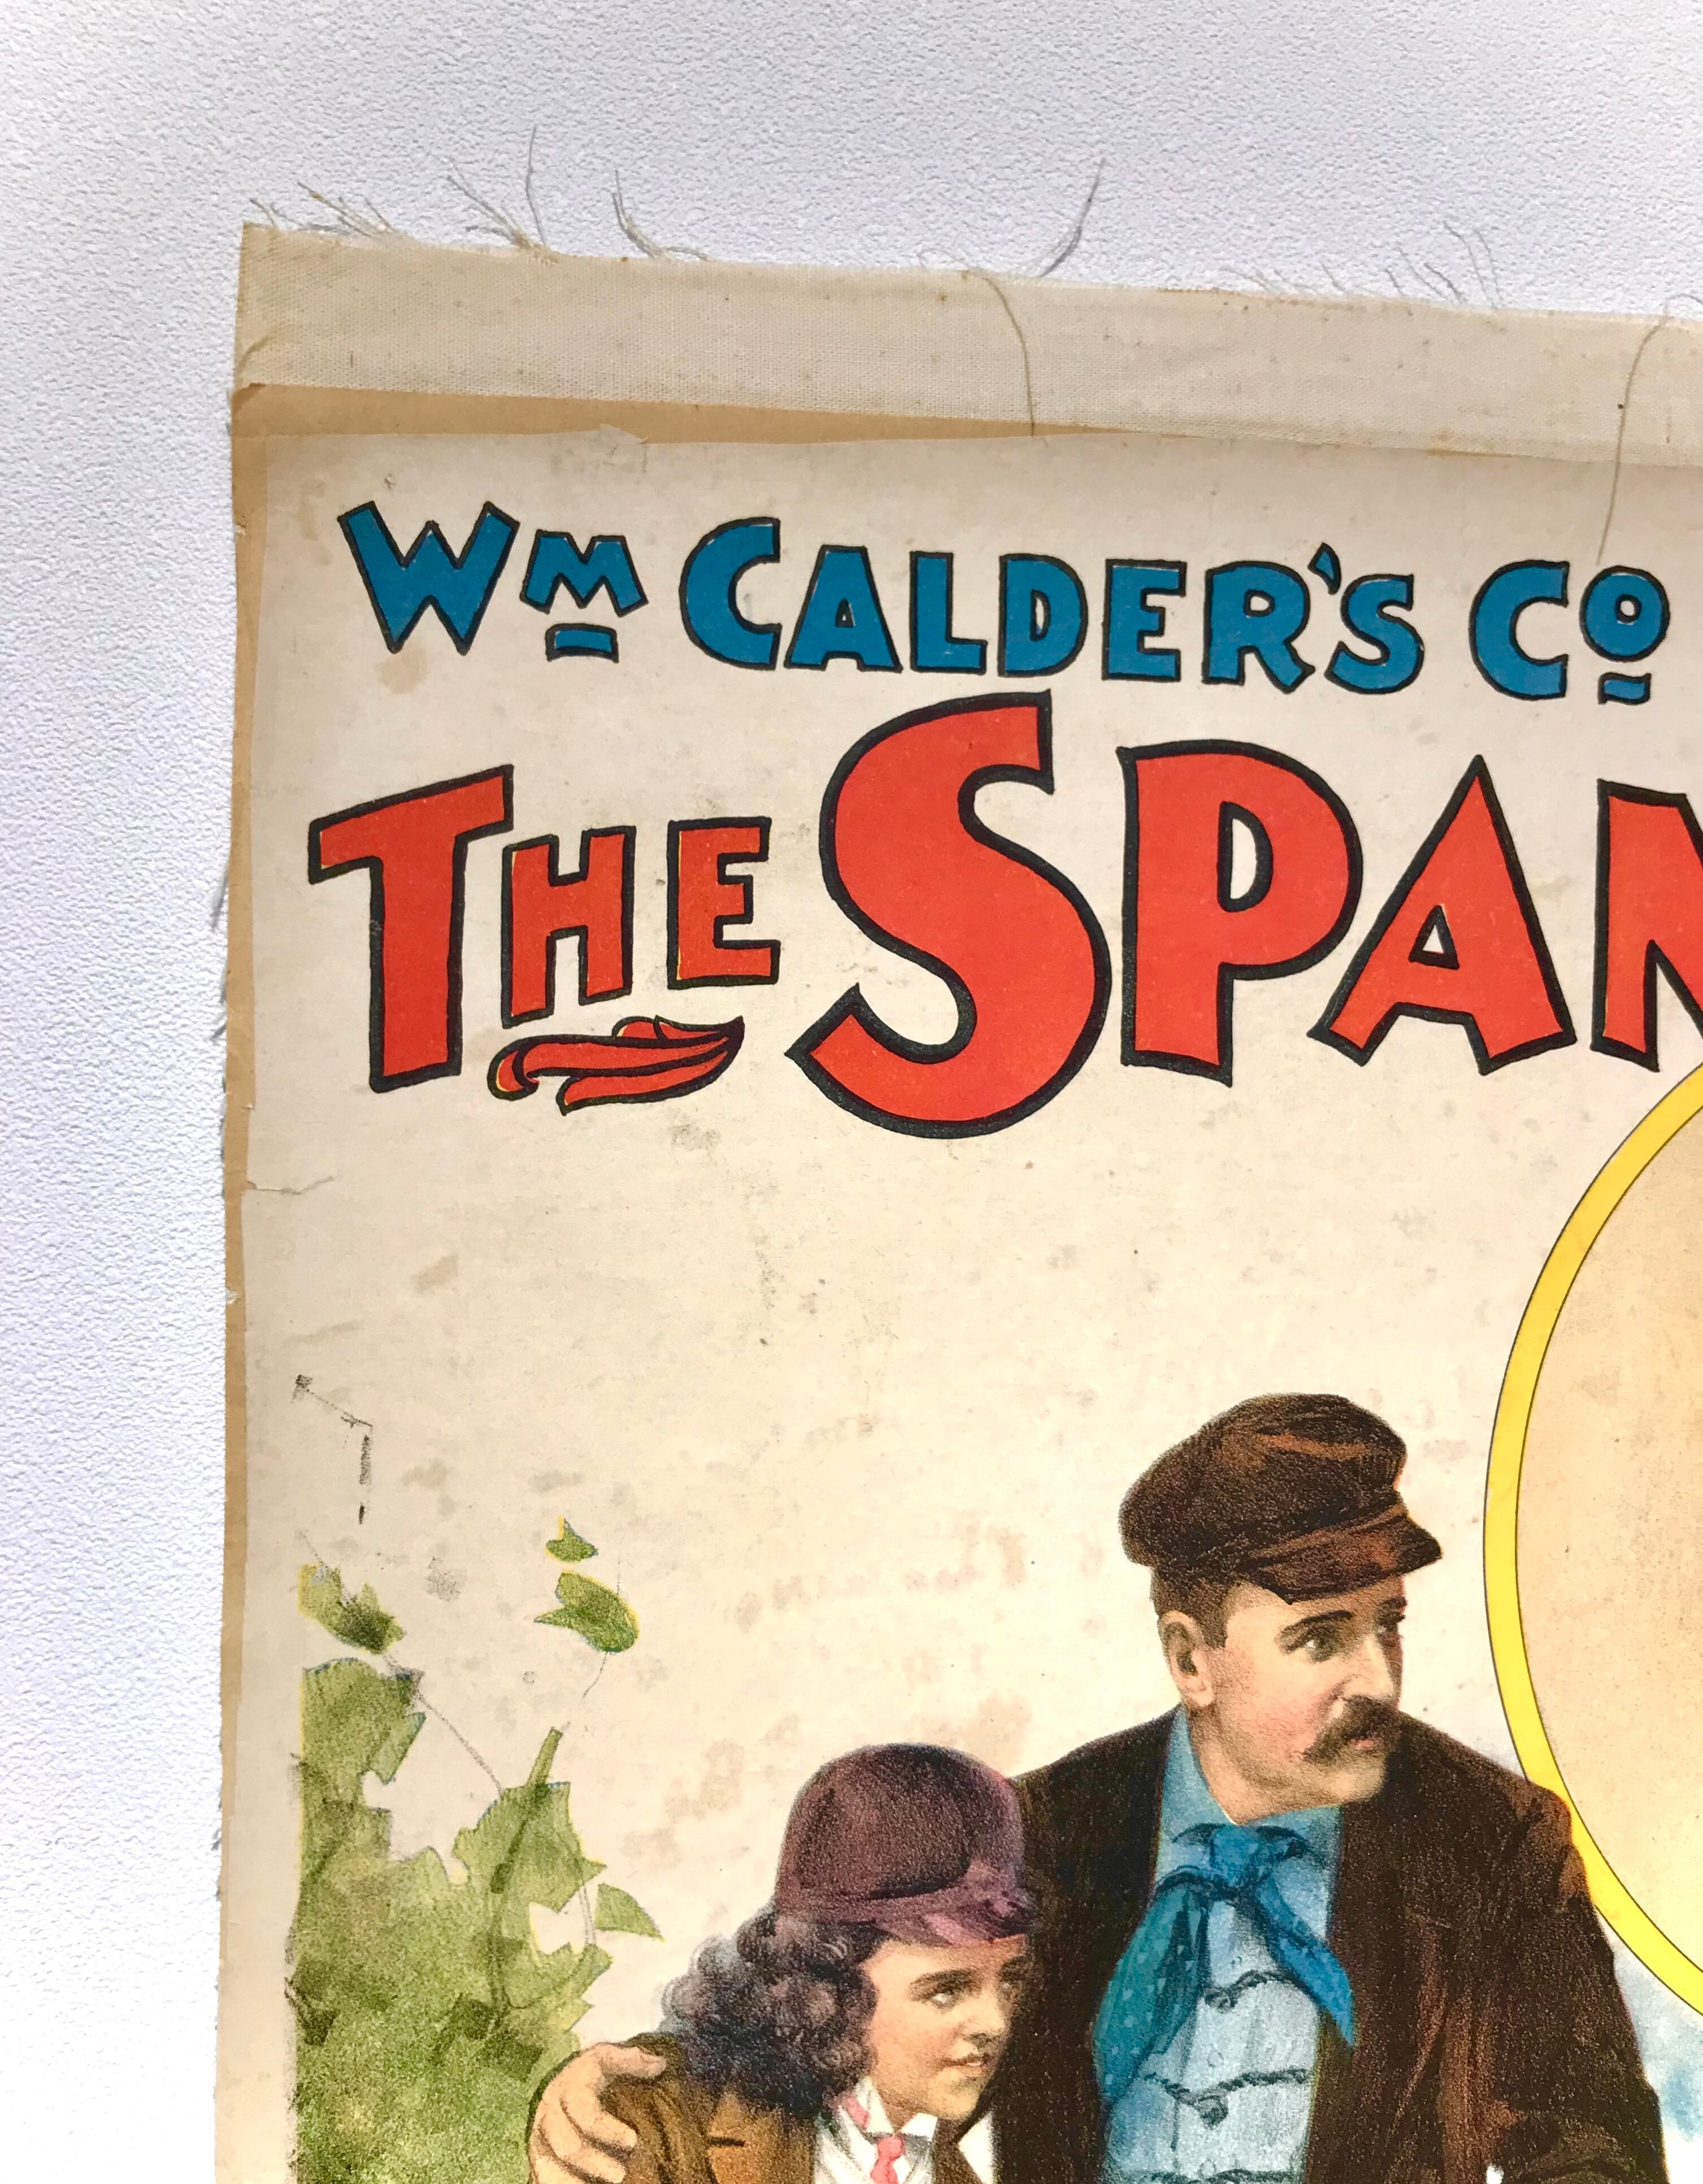 Wm CALDER'S Co
THE SPAN